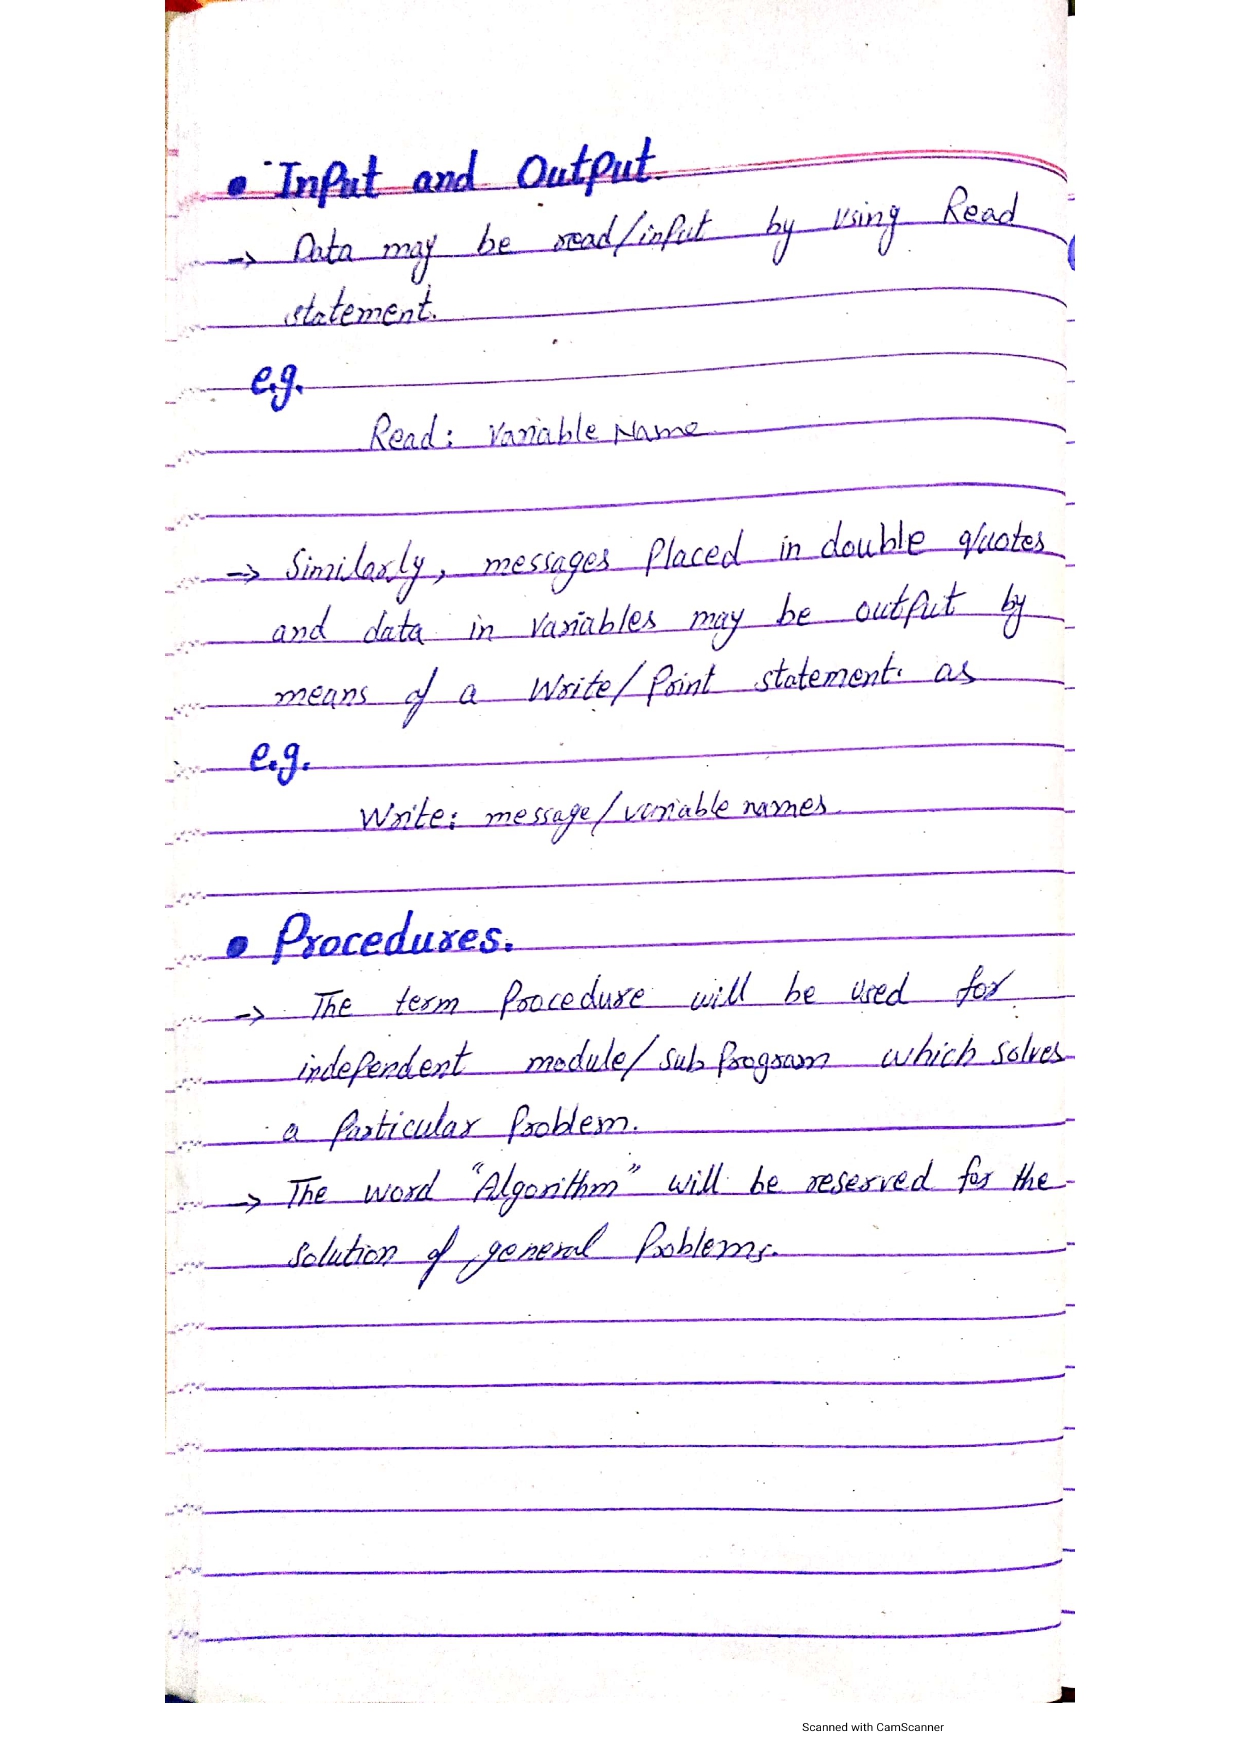 • Input and Output.
→ Data may be read/input by using Read
statement.
e.g.
Read: Variable Name
→ Similarly, messages Placed in double quotes
and data in variables may be output by
means of a Write/Print statement. as
e.g.
Write: message/variable names
• Procedures.
→ The term Procedure will be used for
independent module/sub Program which solves
a Particular Problem.
→ The word "Algorithm" will be reserved for the
solution of general Problems.
Scanned with CamScanner